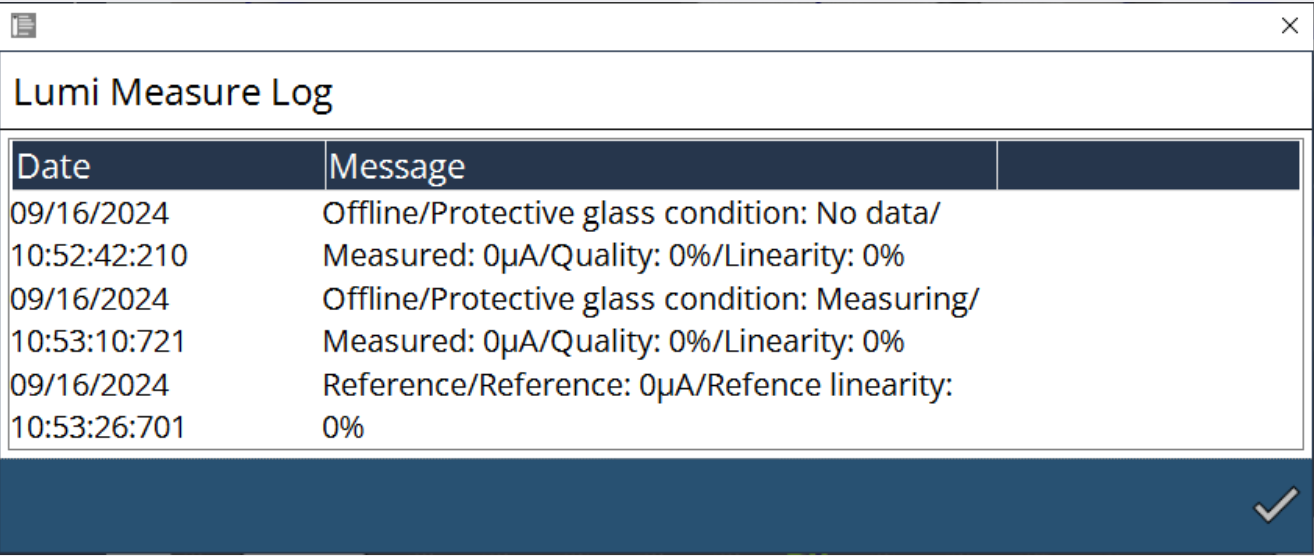 Lumi Measure Log
Date Message
09/16/2024 Offline/Protective glass condition: No data/
10:52:42:210 Measured: 0µA/Quality: 0%/Linearity: 0%
09/16/2024 Offline/Protective glass condition: Measuring/
10:53:10:721 Measured: 0µA/Quality: 0%/Linearity: 0%
09/16/2024 Reference/Reference: 0µA/Refence linearity:
10:53:26:701 0%